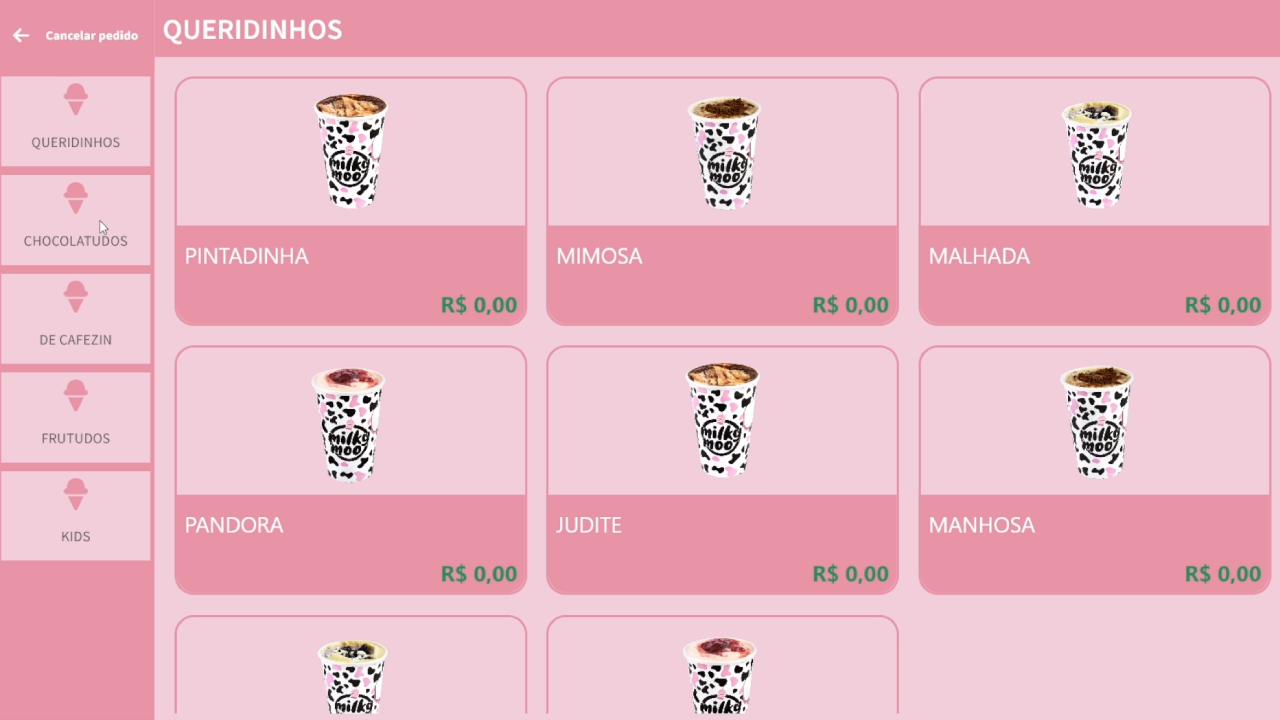 Cancelar pedido
QUERIDINHOS
QUERIDINHOS
CHOCOLATUDOS
DE CAFEZIN
FRUTUDOS
KIDS
milky
moo
PINTADINHA
R$ 0,00
milky
moo
MIMOSA
R$ 0,00
milky
moo
MALHADA
R$ 0,00
milky
moo
PANDORA
R$ 0,00
milky
moo
JUDITE
R$ 0,00
milky
moo
MANHOSA
R$ 0,00
milky
milky